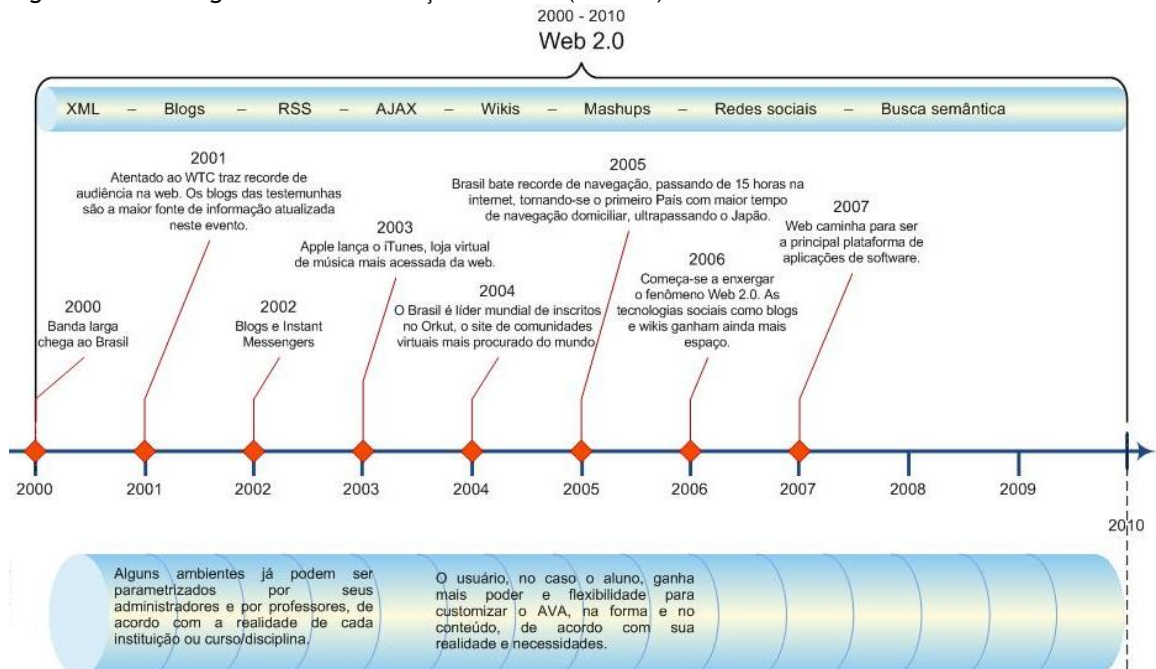 2000 - 2010
Web 2.0
XML – Blogs – RSS – AJAX – Wikis – Mashups – Redes sociais – Busca semântica
2001
Atentado ao WTC traz recorde de
audiência na web. Os blogs das testemunhas
são a maior fonte de informação atualizada
neste evento.
2005
Brasil bate recorde de navegação, passando de 15 horas na
internet, tornando-se o primeiro País com maior tempo
de navegação domiciliar, ultrapassando o Japão.
2007
Web caminha para ser
a principal plataforma de
aplicações de software.
2003
Apple lança o iTunes, loja virtual
de música mais acessada da web.
2006
Começa-se a enxergar
o fenômeno Web 2.0. As
tecnologias sociais como blogs
e wikis ganham ainda mais
espaço.
2000
Banda larga
chega ao Brasil
2002
Blogs e Instant
Messengers
2004
O Brasil é líder mundial de inscritos
no Orkut, o site de comunidades
virtuais mais procurado do mundo
2000 2001 2002 2003 2004 2005 2006 2007 2008 2009
2010
Alguns ambientes já podem ser
parametrizados por seus
administradores e por professores, de
acordo com a realidade de cada
instituição ou curso/disciplina.
O usuário, no caso o aluno, ganha
mais poder e flexibilidade para
customizar o AVA, na forma e no
conteúdo, de acordo com sua
realidade e necessidades.